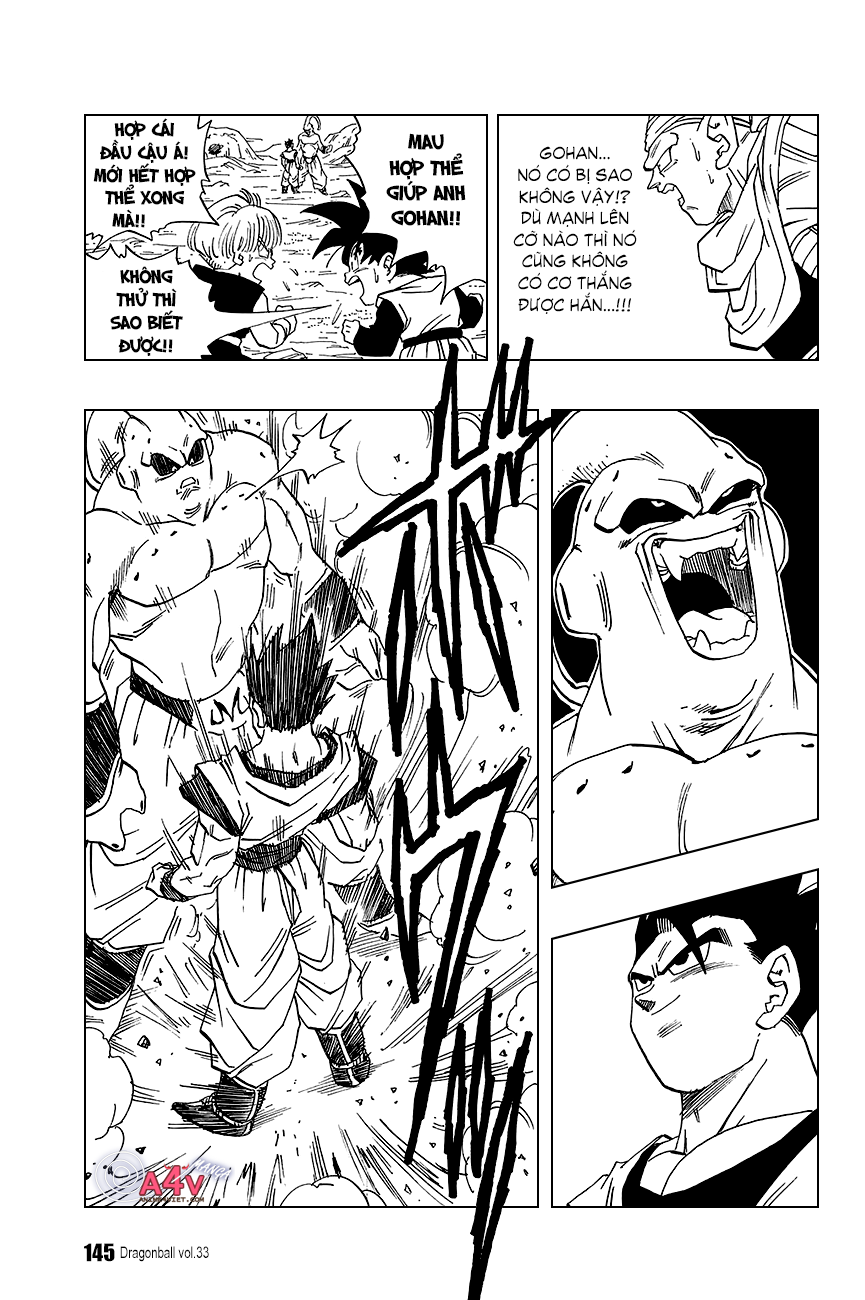 GOHAN...
NÓ CÓ BỊ SAO
KHÔNG VẬY!?
DÙ MẠNH LÊN
CỠ NÀO THÌ NÓ
CŨNG KHÔNG
CÓ CƠ THẮNG
ĐƯỢC HẮN...!!!
MAU
HỢP THỂ
GIÚP ANH
GOHAN!!
HỢP CÁI
ĐẦU CẬU Á!
MỚI HẾT HỢP
THỂ XONG
MÀ!!
KHÔNG
THỬ THÌ
SAO BIẾT
ĐƯỢC!!
A4V
145 Dragonball vol.33